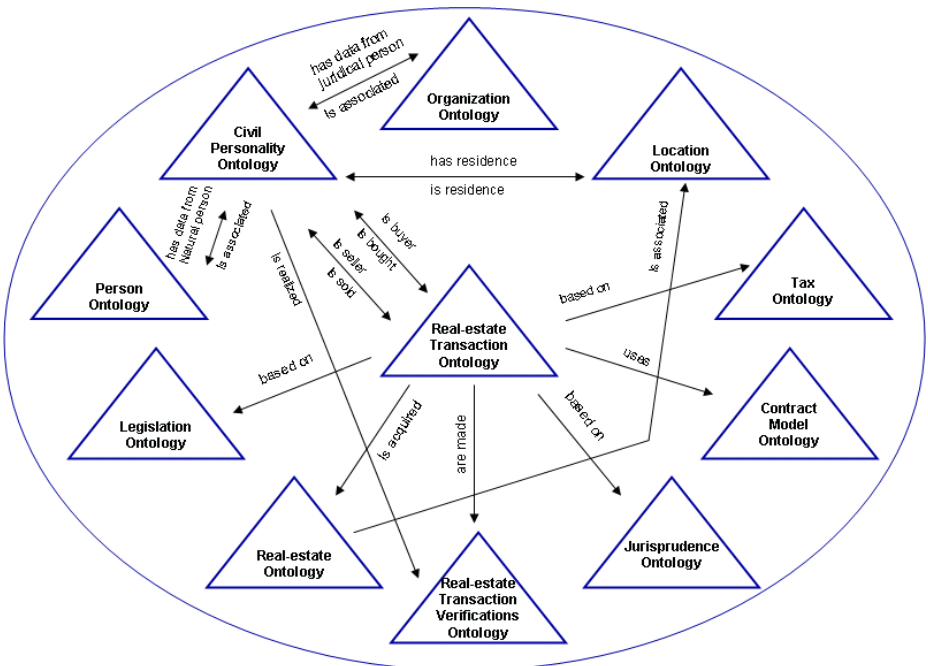 has data from
juridical person
Is associated
Organization
Ontology
Civil
Personality
Ontology
Location
Ontology
has residence
is residence
has data from
Natural person
Is associated
is realized
is buyer
Is bought
Is seller
Is sold
Is associated
Person
Ontology
based on
Tax
Ontology
Real-estate
Transaction
Ontology
uses
based on
Legislation
Ontology
Contract
Model
Ontology
Is acquired
are made
based on
Real-estate
Ontology
Jurisprudence
Ontology
Real-estate
Transaction
Verifications
Ontology